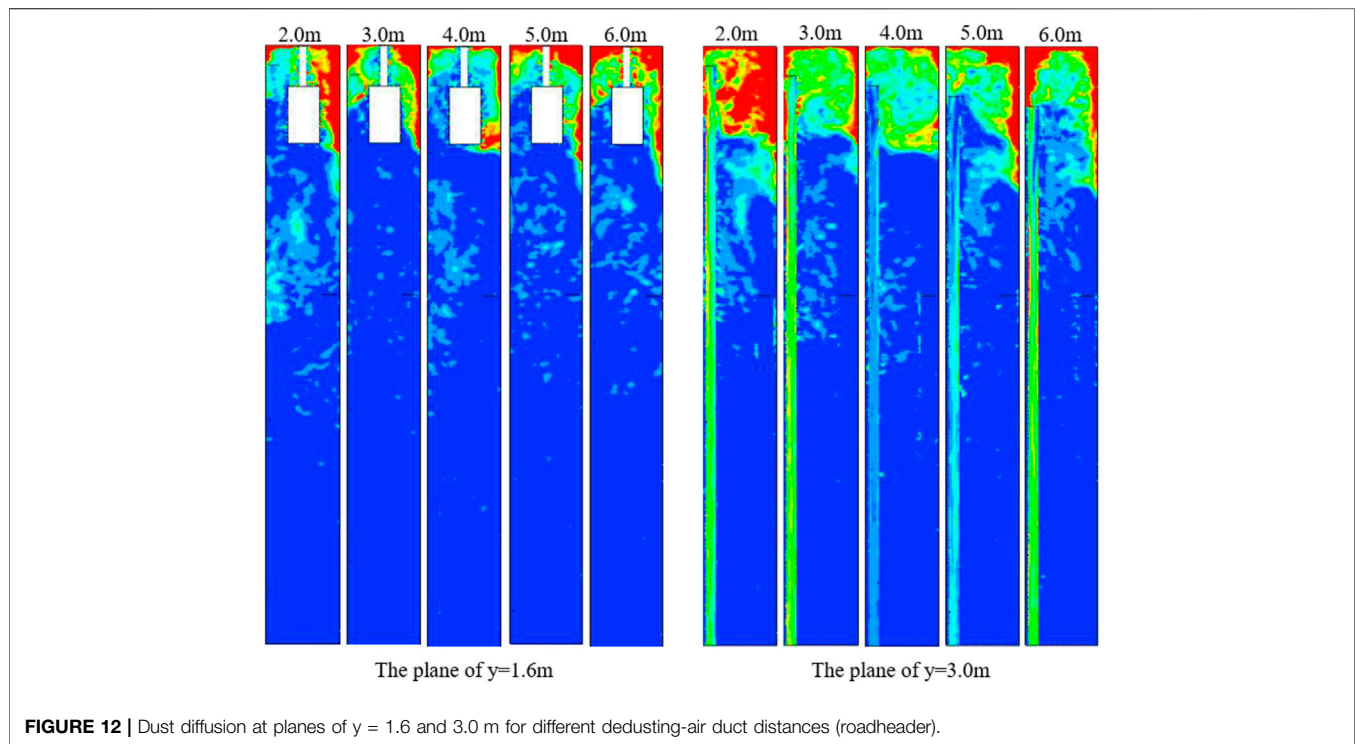 2.0m 3.0m 4.0m 5.0m 6.0m 2.0m 3.0m 4.0m 5.0m 6.0m
The plane of y=1.6m The plane of y=3.0m
FIGURE 12 | Dust diffusion at planes of y = 1.6 and 3.0 m for different dedusting-air duct distances (roadheader).